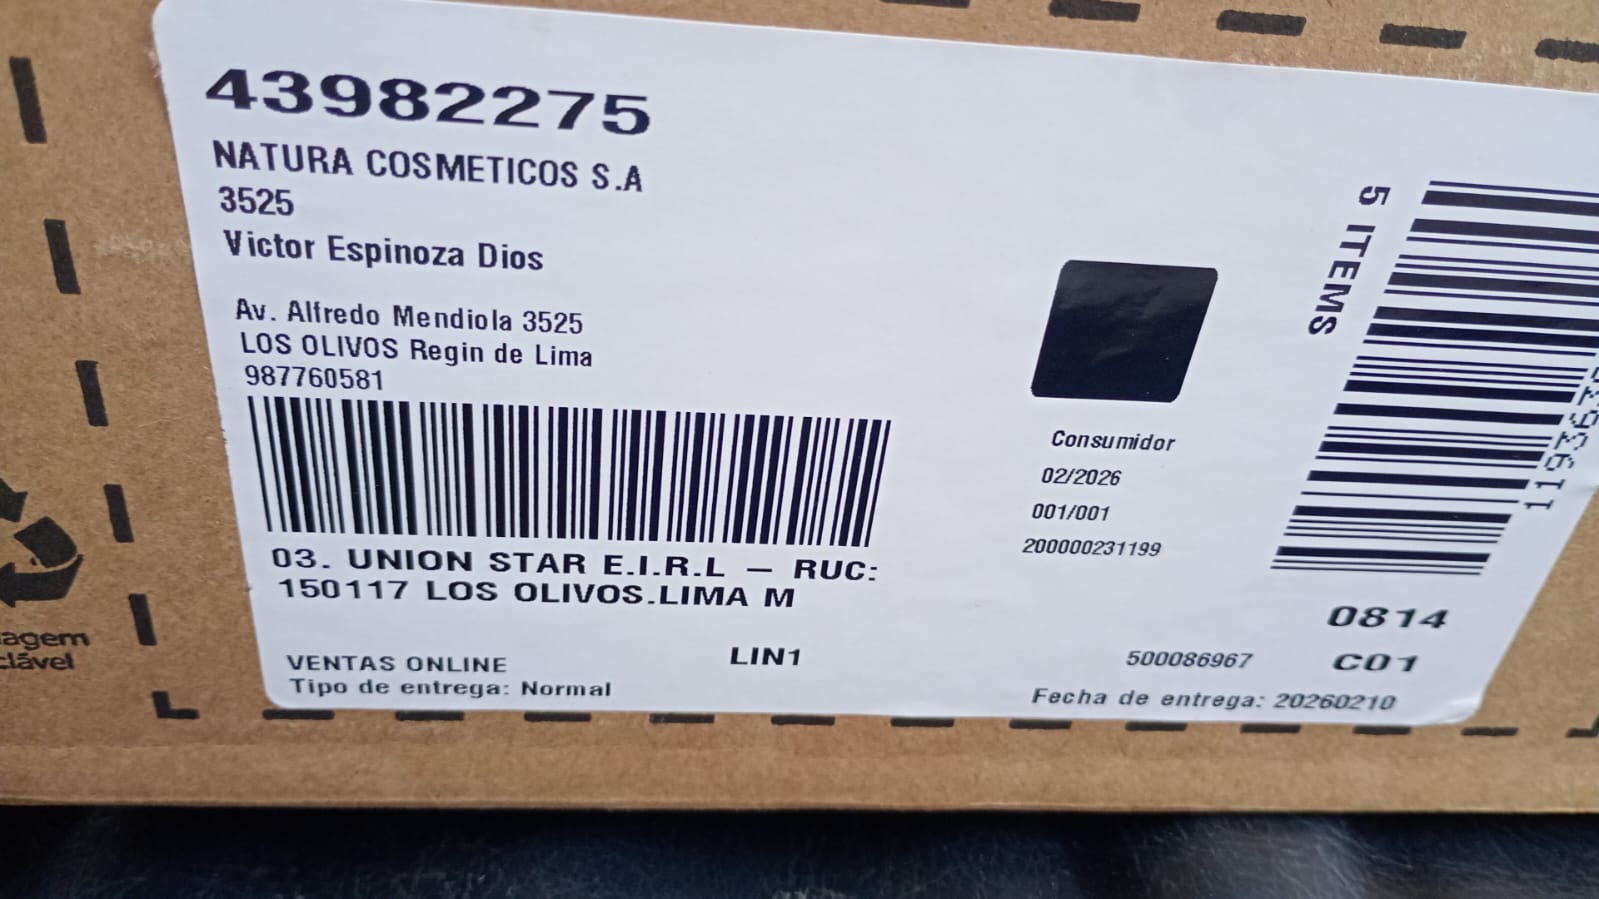 43982275
NATURA COSMETICOS S.A
3525
Victor Espinoza Dios
Av. Alfredo Mendiola 3525
LOS OLIVOS Regin de Lima
987760581
03. UNION STAR E.I.R.L — RUC:
150117 LOS OLIVOS.LIMA M
VENTAS ONLINE
Tipo de entrega: Normal
LIN1
Consumidor
02/2026
001/001
200000231199
5 ITEMS
0814
500086967
C01
Fecha de entrega: 20260210
agem
clável